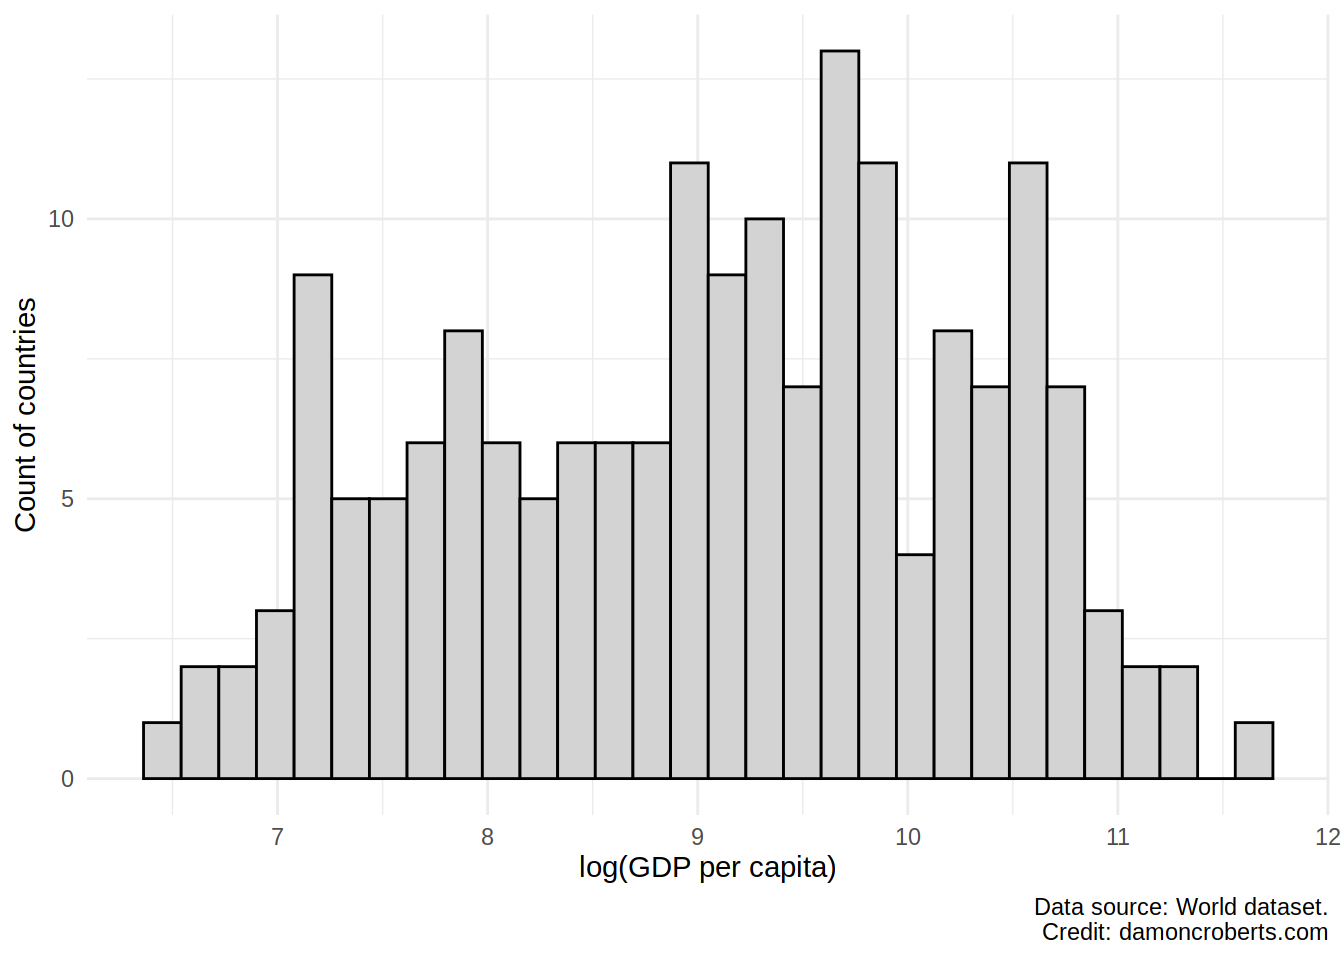 Count of countries
10
5
0
7 8 9 10 11 12
log(GDP per capita)
Data source: World dataset.
Credit: damoncroberts.com